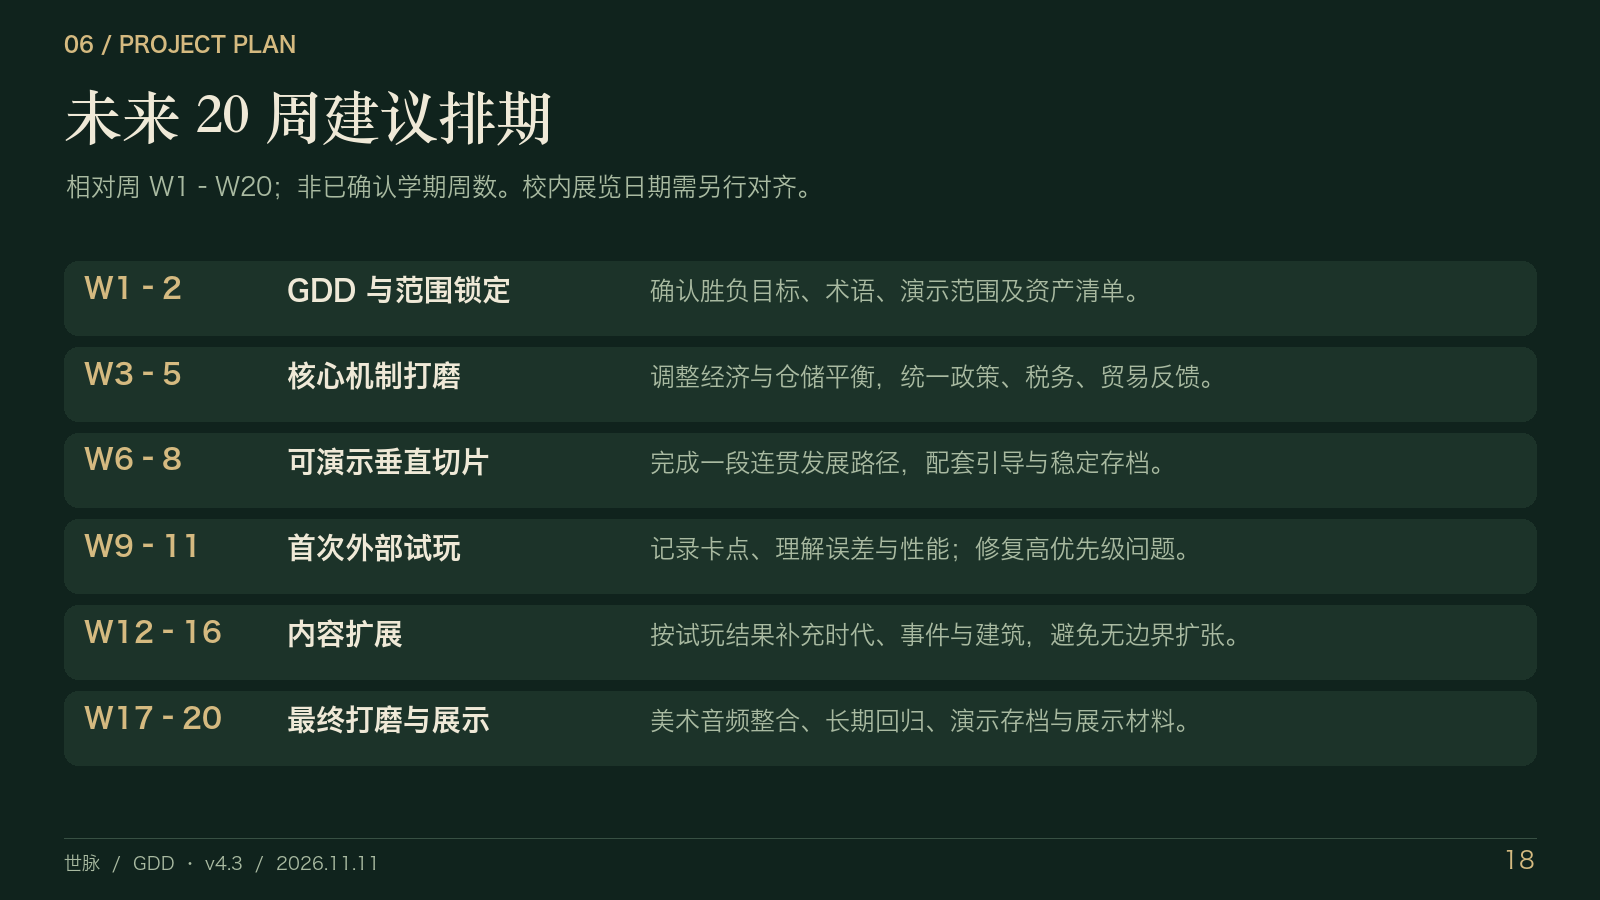 06 / PROJECT PLAN
未来 20 周建议排期
相对周 W1 - W20；非已确认学期周数。校内展览日期需另行对齐。
W1 - 2 GDD 与范围锁定 确认胜负目标、术语、演示范围及资产清单。
W3 - 5 核心机制打磨 调整经济与仓储平衡，统一政策、税务、贸易反馈。
W6 - 8 可演示垂直切片 完成一段连贯发展路径，配套引导与稳定存档。
W9 - 11 首次外部试玩 记录卡点、理解误差与性能；修复高优先级问题。
W12 - 16 内容扩展 按试玩结果补充时代、事件与建筑，避免无边界扩张。
W17 - 20 最终打磨与展示 美术音频整合、长期回归、演示存档与展示材料。
世脉 / GDD · v4.3 / 2026.11.11 18